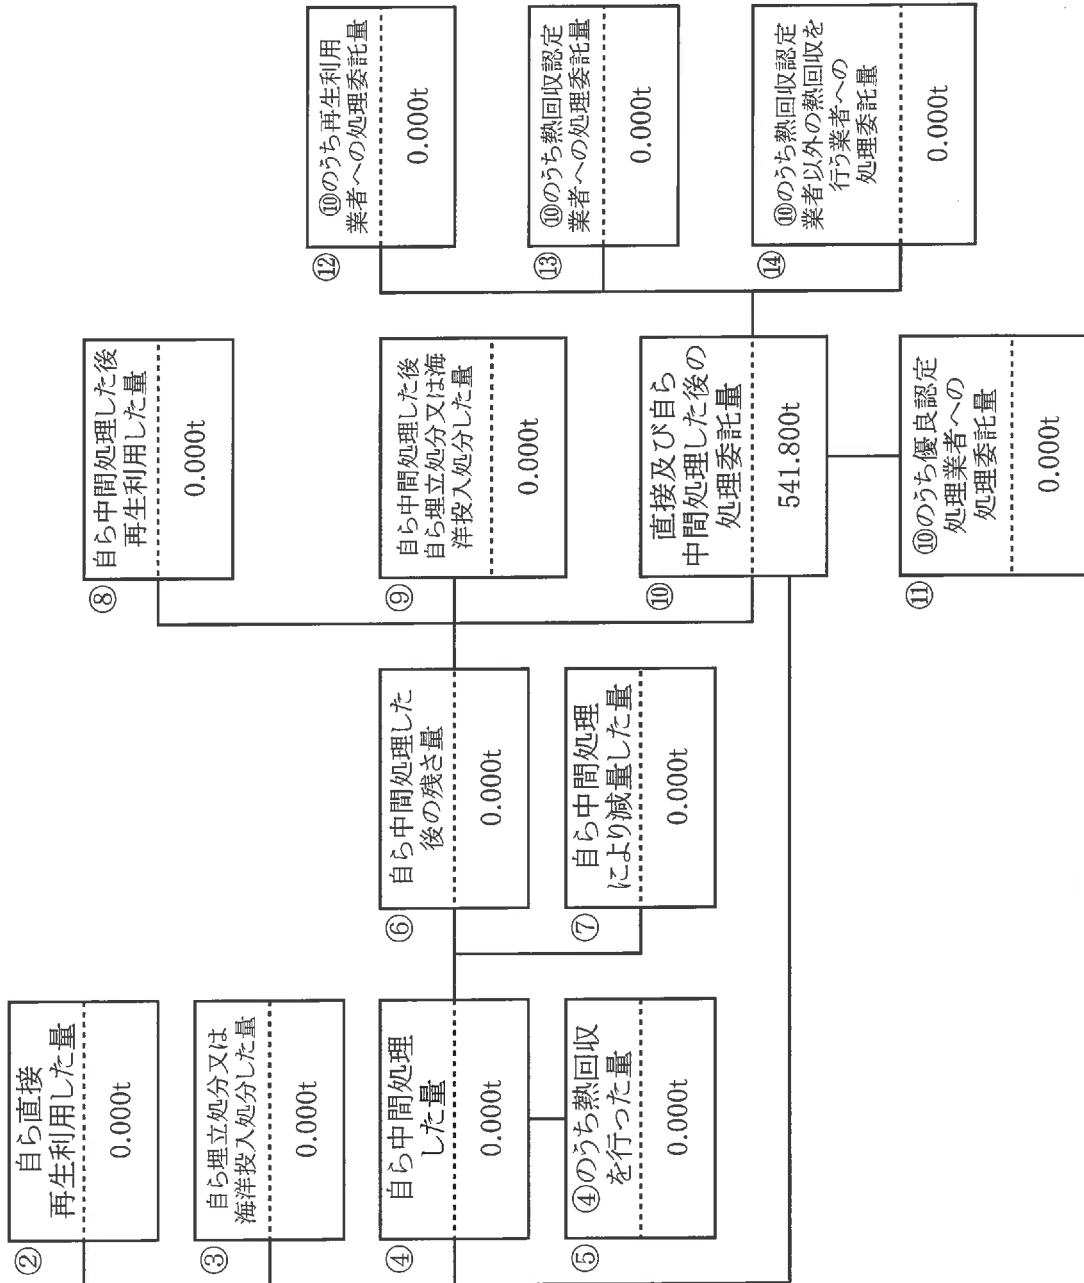 ②
自ら直接
再生利用した量
0.000t
③
自ら埋立処分又は
海洋投入処分した量
0.000t
④
自ら中間処理
した量
0.000t
⑤
④のうち熱回収
を行った量
0.000t
⑥
自ら中間処理した
後の残さ量
0.000t
⑦
自ら中間処理
により減量した量
0.000t
⑧
自ら中間処理した後
再生利用した量
0.000t
⑨
自ら中間処理した後
自ら埋立処分又は海
洋投入処分した量
0.000t
⑩
直接及び自ら
中間処理した後の
処理委託量
541.800t
⑪
⑩のうち優良認定
処理業者への
処理委託量
0.000t
⑫
⑩のうち再生利用
業者への処理委託量
0.000t
⑬
⑩のうち熱回収認定
業者への処理委託量
0.000t
⑭
⑩のうち熱回収認定
業者以外の熱回収を
行う業者への
処理委託量
0.000t